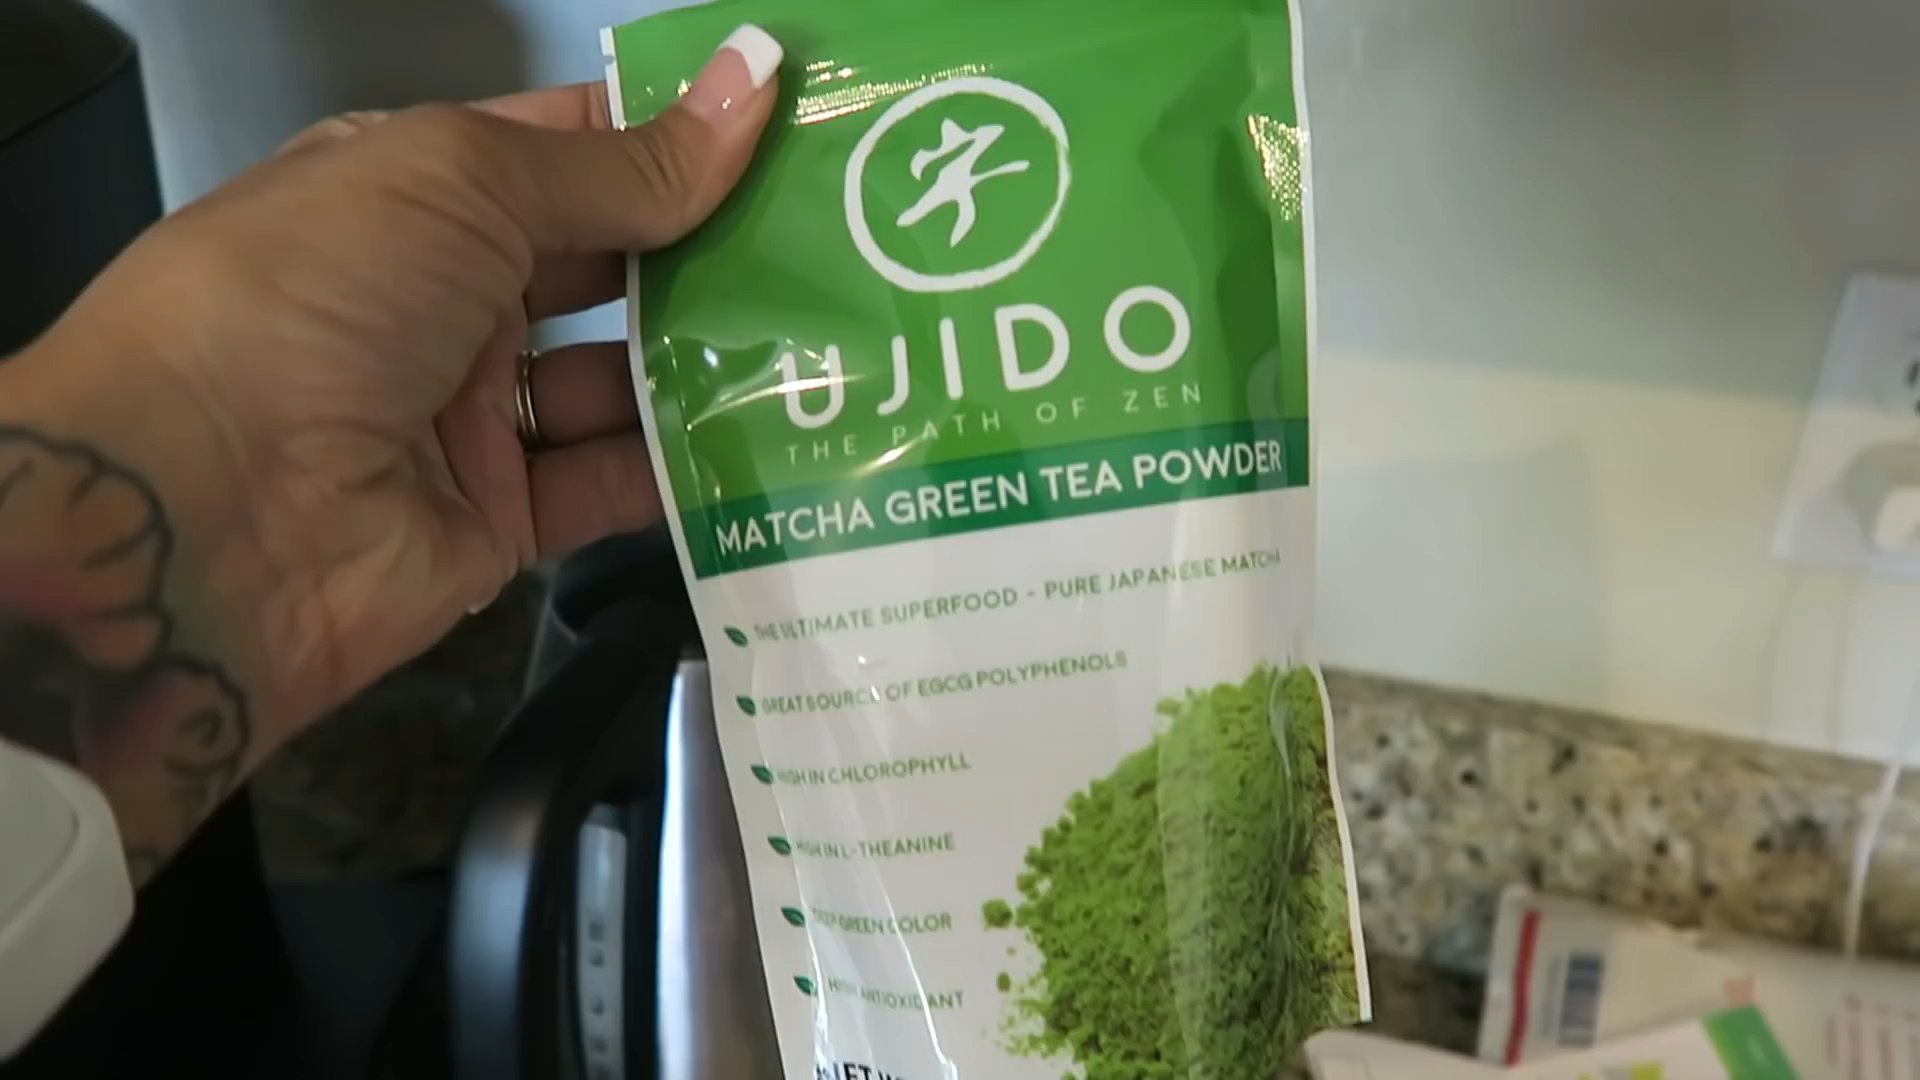 字
UJIDO
THE PATH OF ZEN
MATCHA GREEN TEA POWDER
THE ULTIMATE SUPERFOOD - PURE JAPANESE MATCHA
GREAT SOURCE OF EGCG POLYPHENOLS
HIGH IN CHLOROPHYLL
HIGH IN L-THEANINE
DEEP GREEN COLOR
HIGH ANTIOXIDANT